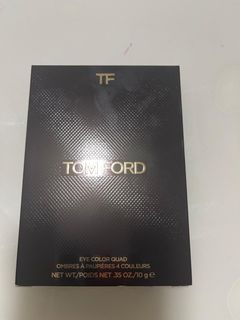 TF
TOM FORD
EYE COLOR QUAD
OMBRES À PAUPIÈRES 4 COULEURS
NET WT./POIDS NET .35 OZ/10 g e